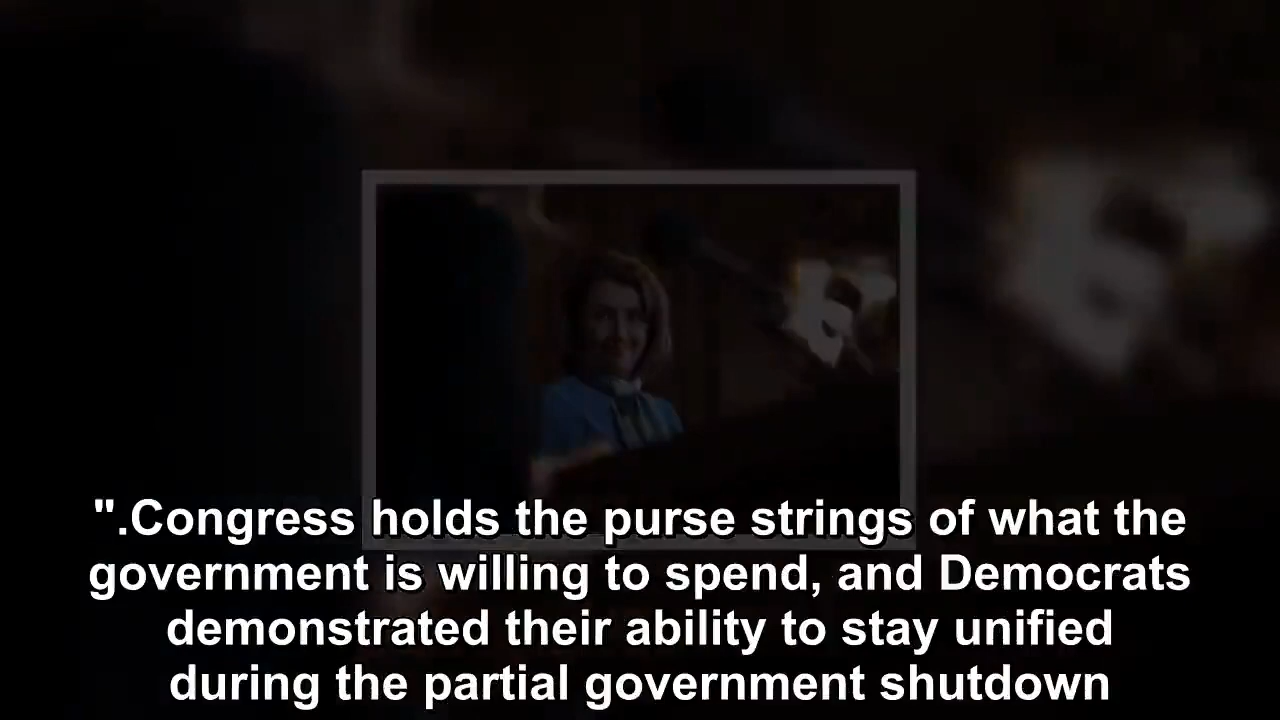 ".Congress holds the purse strings of what the
government is willing to spend, and Democrats
demonstrated their ability to stay unified
during the partial government shutdown